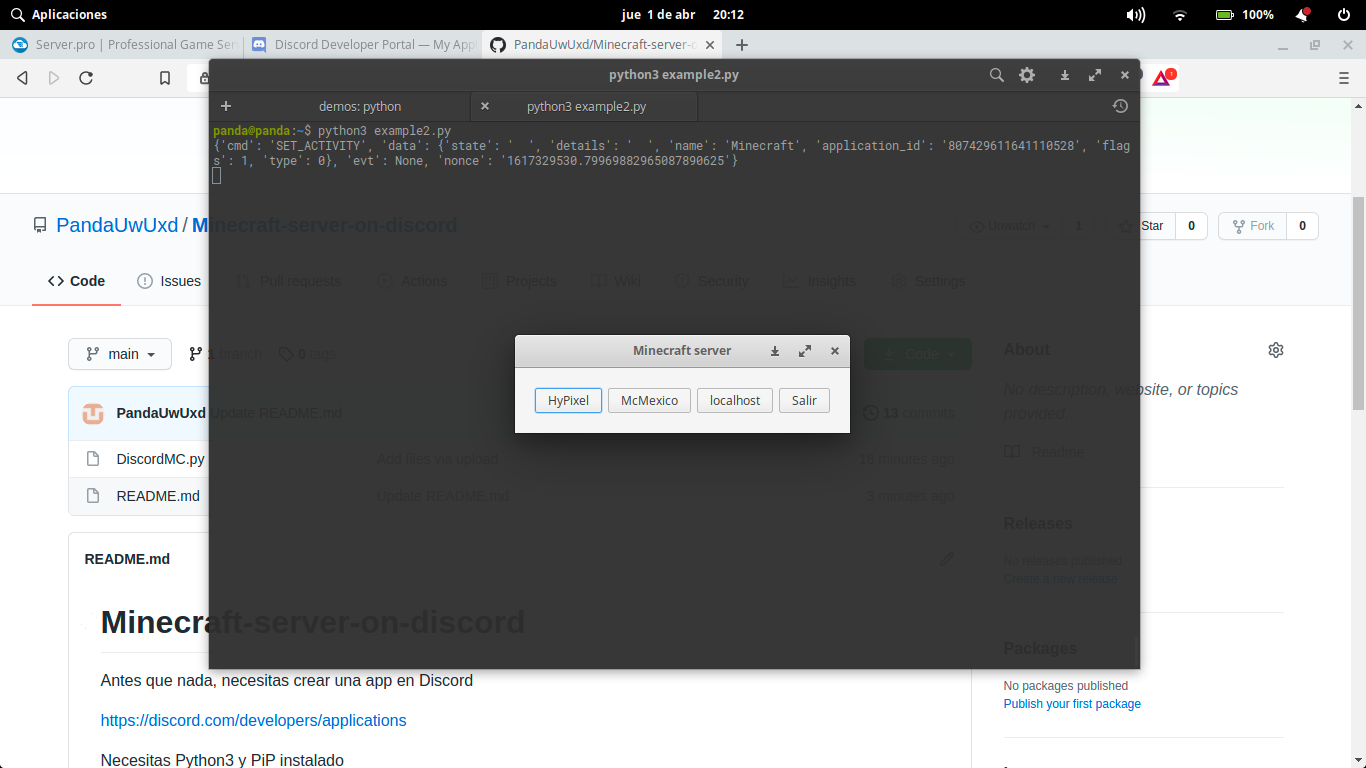 Aplicaciones
jue 1 de abr 20:12
100%
Server.pro | Professional Game Ser
Discord Developer Portal — My App
PandaUwUxd/Minecraft-server-o
python3 example2.py
demos: python
python3 example2.py
panda@panda:~$ python3 example2.py
{'cmd': 'SET_ACTIVITY', 'data': {'state': '  ', 'details': '  ', 'name': 'Minecraft', 'application_id': '807429611641110528', 'flag
s': 1, 'type': 0}, 'evt': None, 'nonce': '1617329530.79969882965087890625'}
PandaUwUxd / Minecraft-server-on-discord
Unwatch 1
Star 0
Fork 0
Code
Issues
Pull requests
Actions
Projects
Wiki
Security
Insights
Settings
main
branch
0 tags
Code
Minecraft server
HyPixel
McMexico
localhost
Salir
PandaUwUxd Update README.md
13 commits
DiscordMC.py
Add files via upload
18 minutes ago
README.md
Update README.md
3 minutes ago
About
No description, website, or topics
provided.
Readme
Releases
No releases published
Create a new release
Packages
No packages published
Publish your first package
README.md
Minecraft-server-on-discord
Antes que nada, necesitas crear una app en Discord
https://discord.com/developers/applications
Necesitas Python3 y PiP instalado